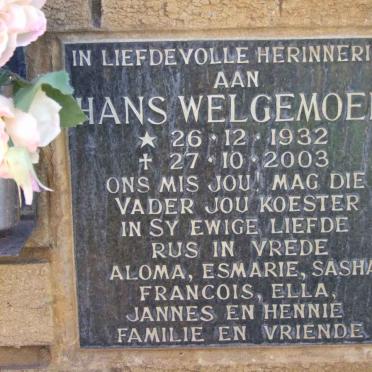 IN LIEFDEVOLLE HERINNERI
AAN
HANS WELGEMOE
★ 26·12·1932
✝ 27·10·2003
ONS MIS JOU! MAG DIE
VADER JOU KOESTER
IN SY EWIGE LIEFDE
RUS IN VREDE
ALOMA, ESMARIE, SASHA
FRANCOIS, ELLA,
JANNES EN HENNIE
FAMILIE EN VRIENDE